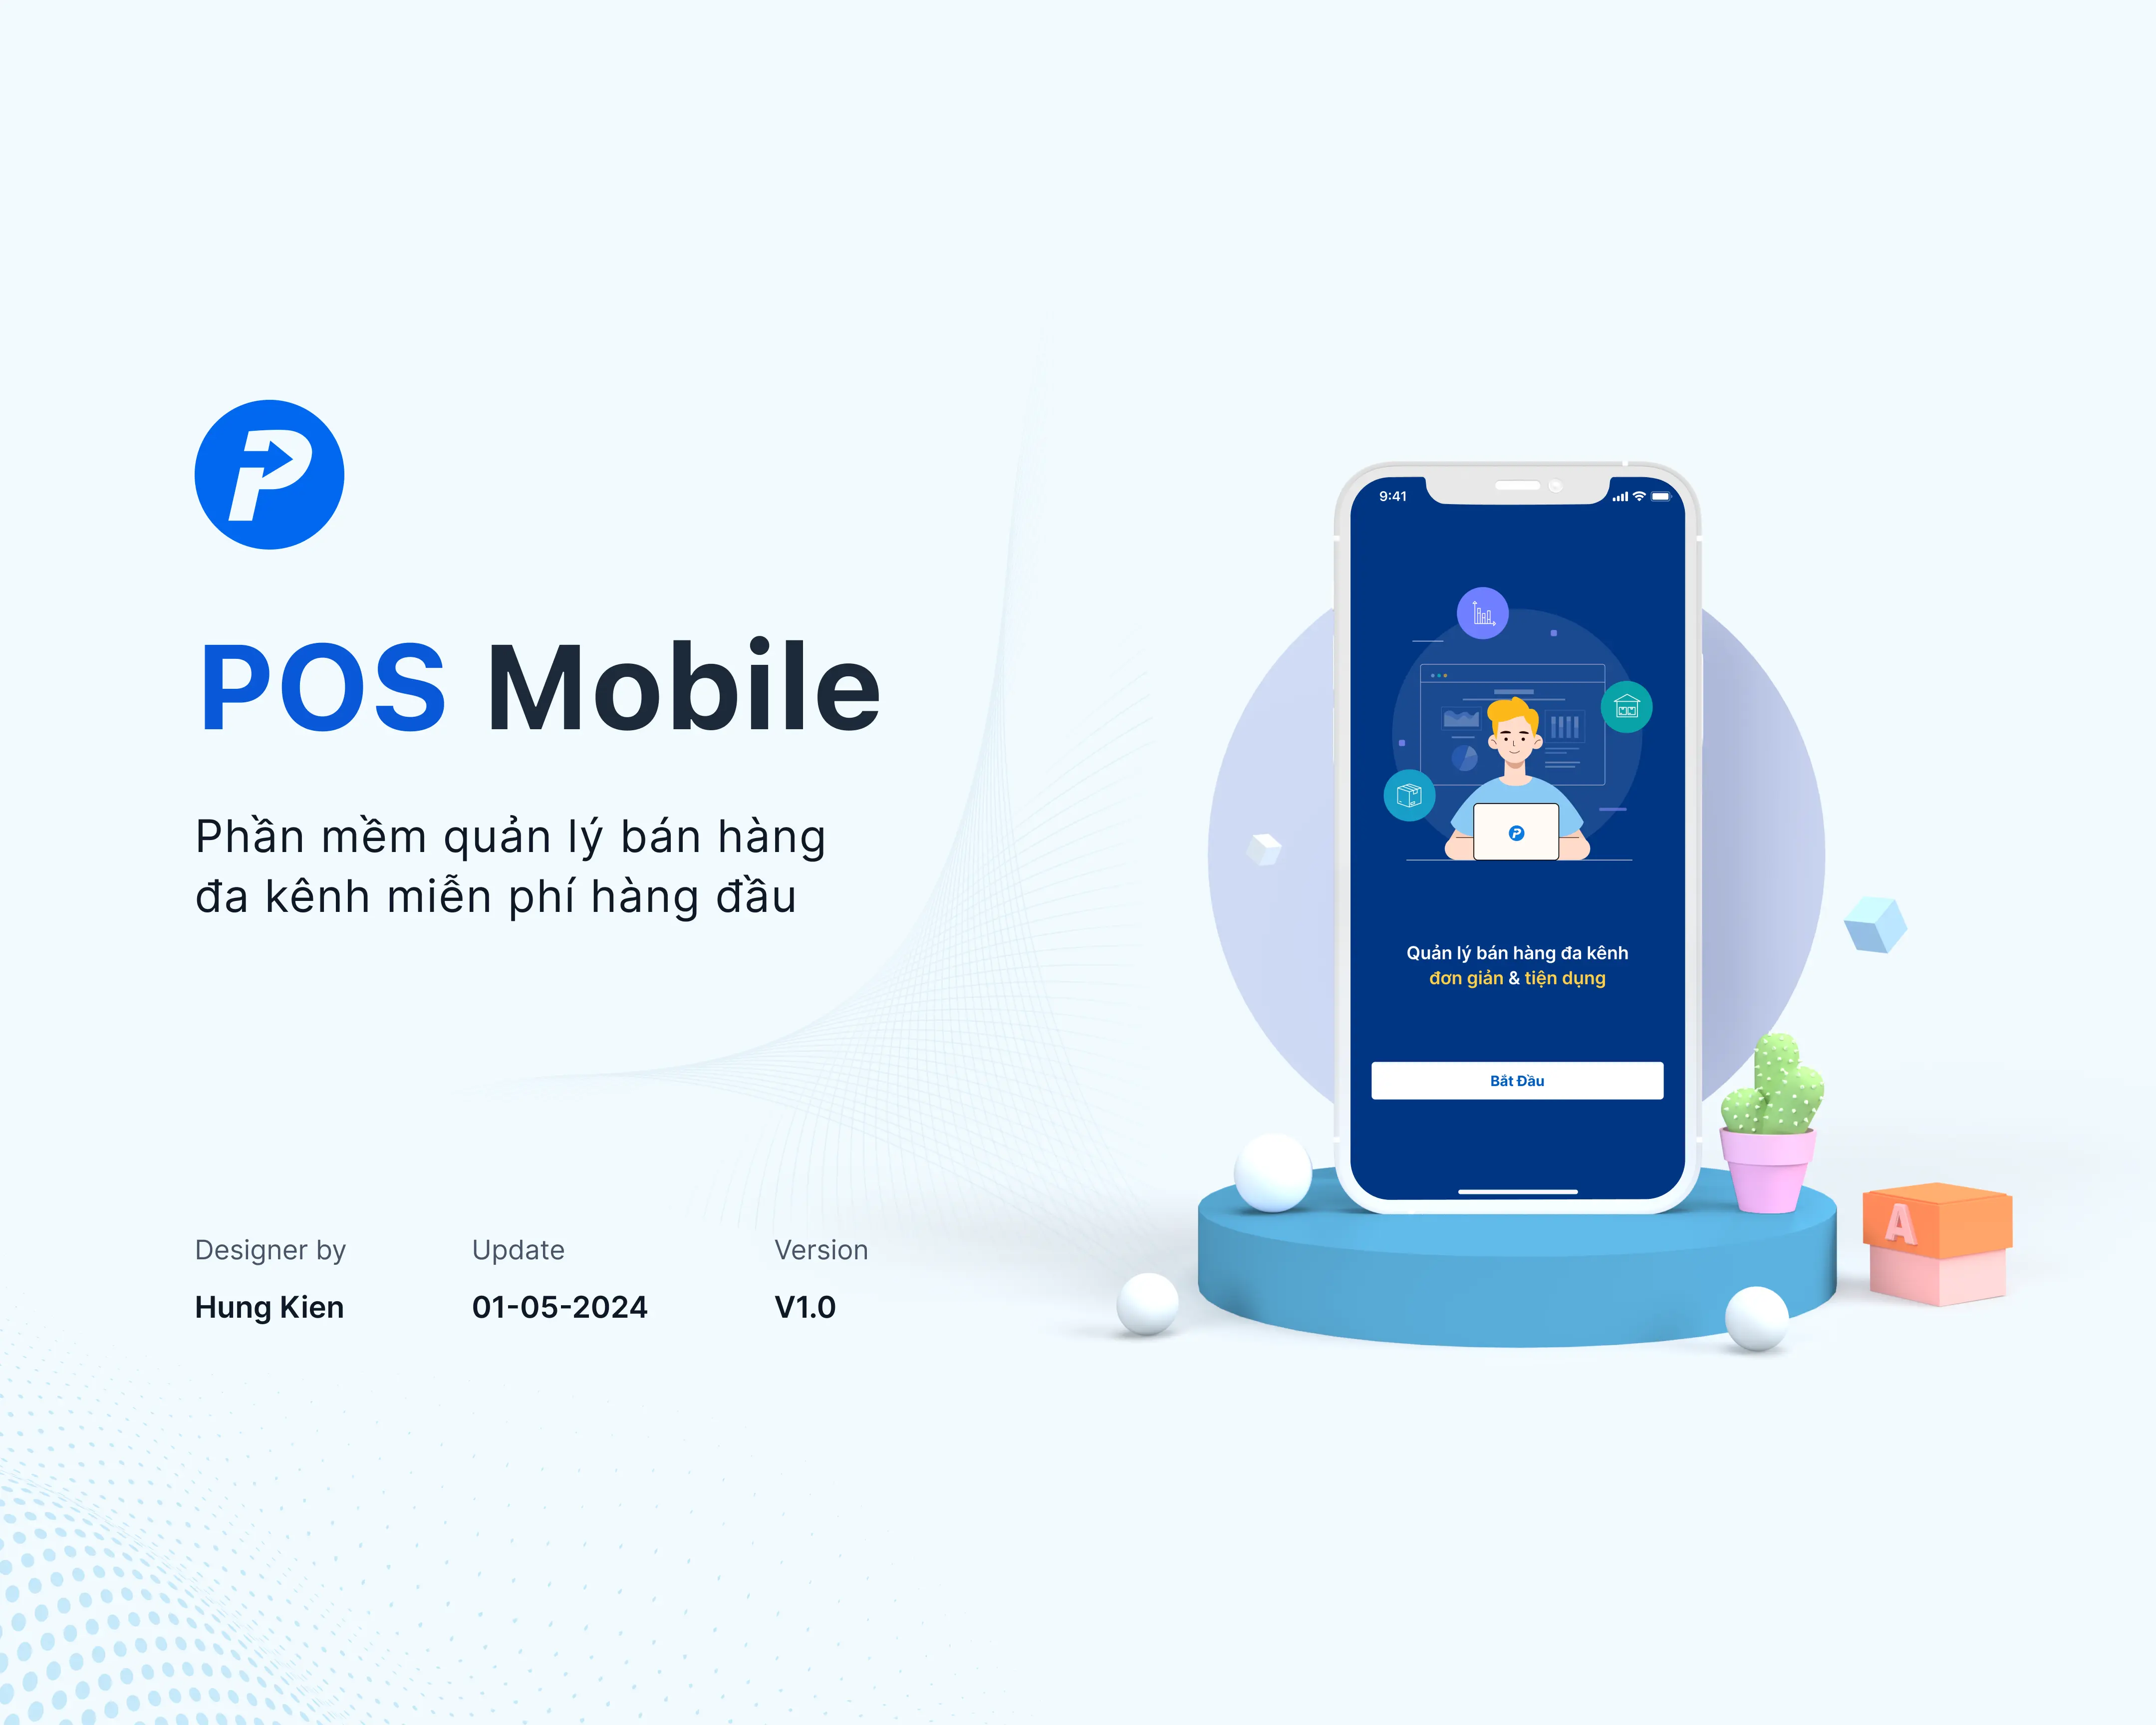 POS Mobile
Phần mềm quản lý bán hàng
đa kênh miễn phí hàng đầu
Designer by
Hung Kien
Update
01-05-2024
Version
V1.0
9:41
Quản lý bán hàng đa kênh
đơn giản & tiện dụng
Bắt Đầu
A